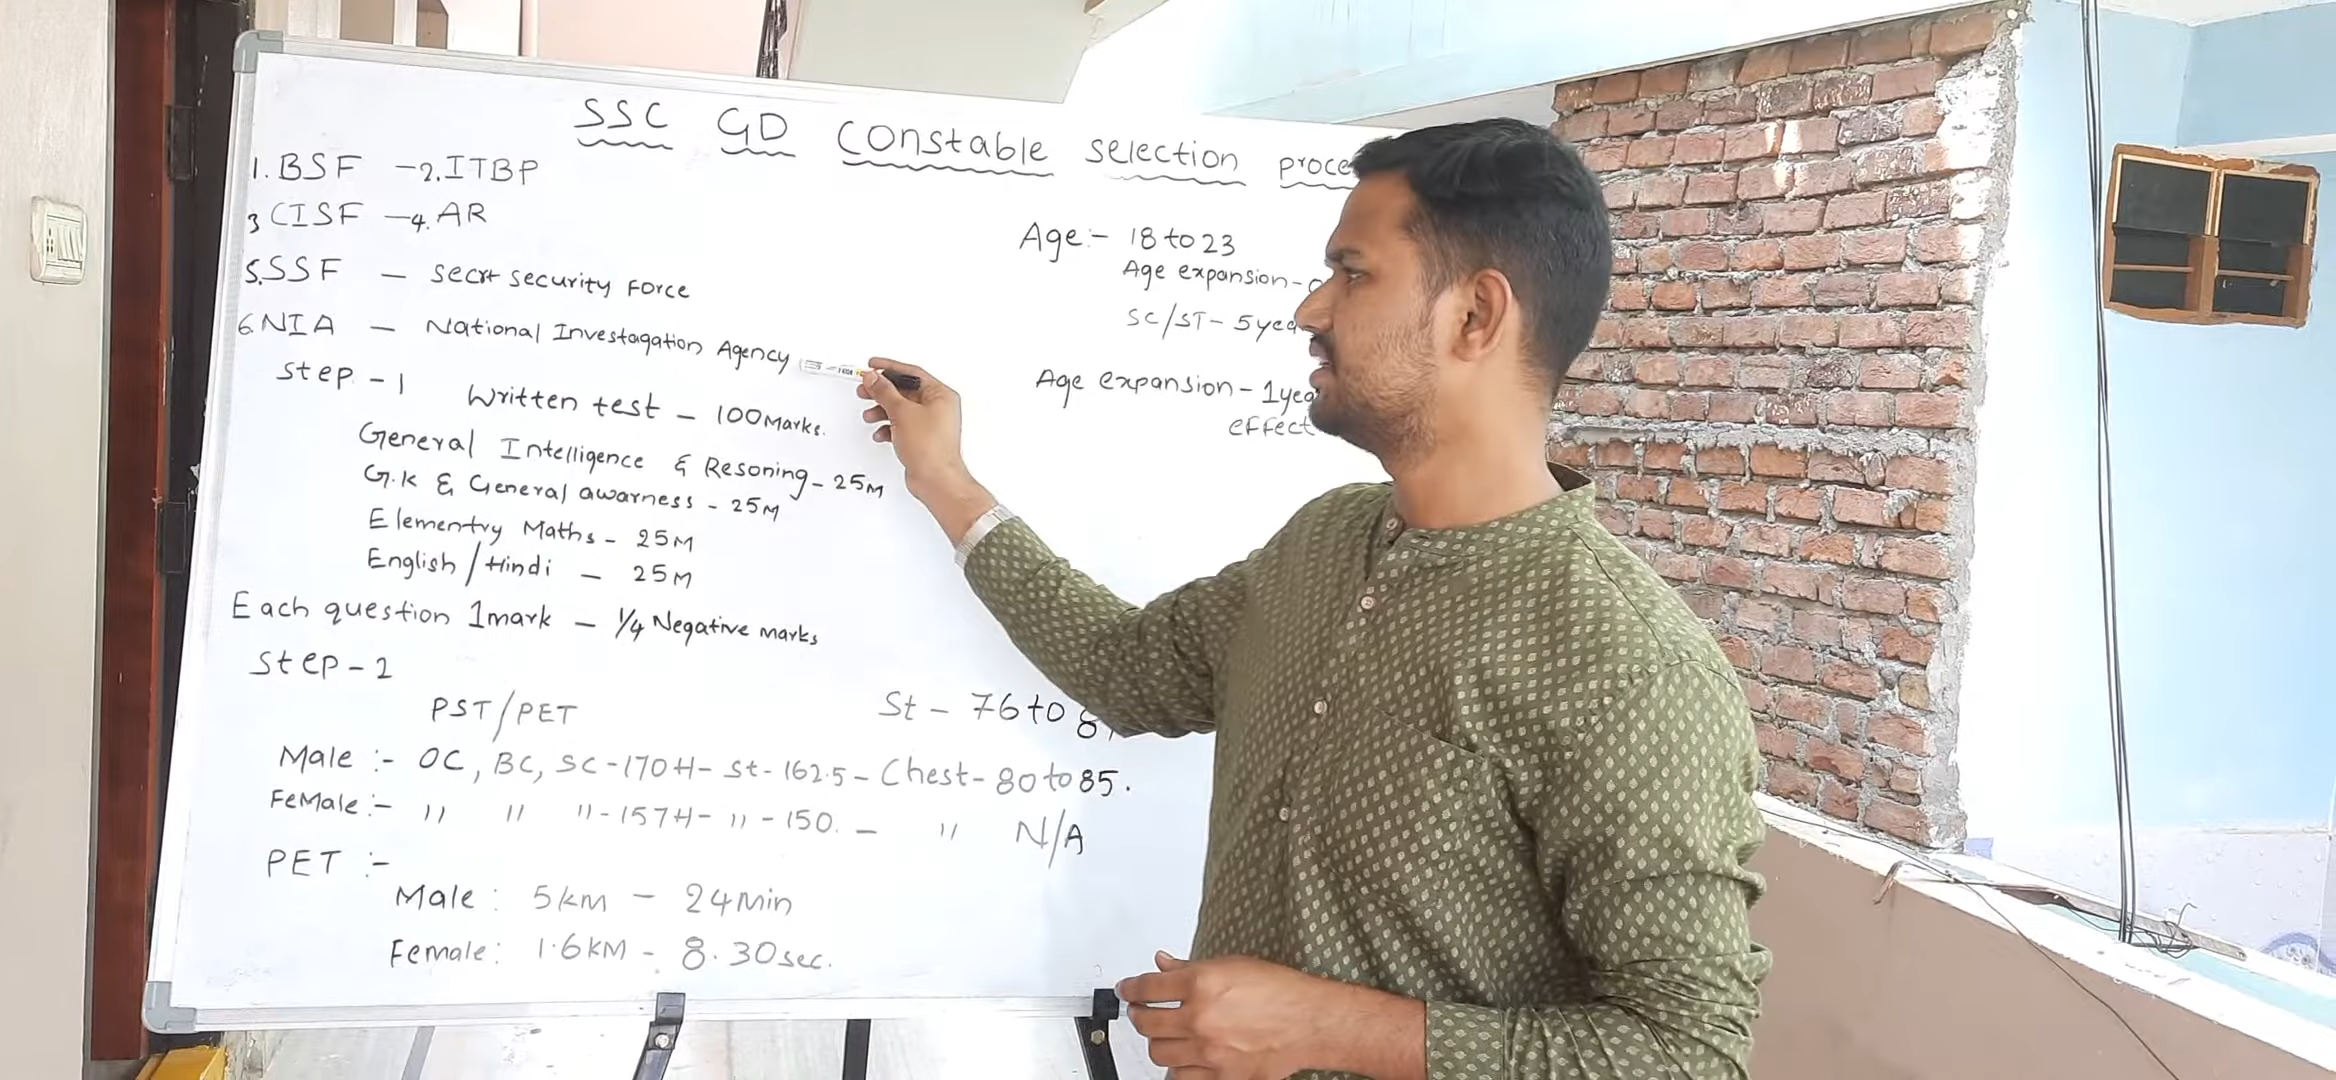 SSC GD Constable selection
1. BSF - 2. ITBP
3 CISF - 4. AR
5. SSF - secrt security Force
6. NIA - National Investagation Agency
Step - 1
Written test - 100 Marks.
General Intelligence & Resoning - 25M
G.K & General awarness - 25M
Elementry Maths - 25M
English / Hindi - 25M
Each question 1mark - 1/4 Negative marks
Step - 2
PST/PET
St - 76 to
Male :- OC, BC, SC - 170H - St - 162.5 - Chest - 80 to 85.
FeMale :- " " " - 157H - " - 150. - " N/A
PET :-
Male : 5km - 24Min
Female : 1.6KM - 8.30sec.
Age :- 18 to 23
Age expansion -
SC/ST - 5
Age expansion - 1
effect